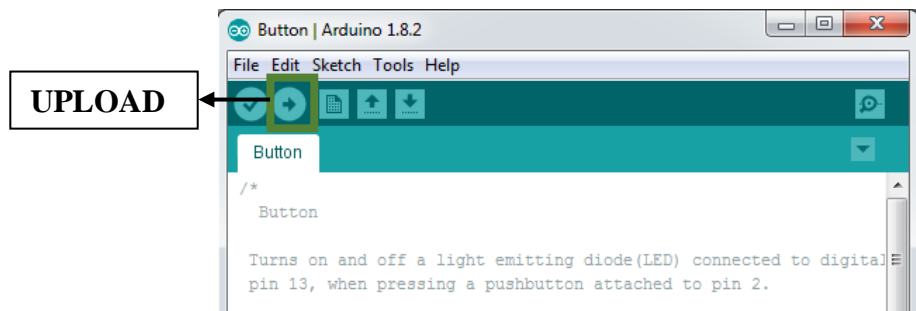 Button | Arduino 1.8.2
File Edit Sketch Tools Help
UPLOAD
Button
/*
Button
Turns on and off a light emitting diode(LED) connected to digital
pin 13, when pressing a pushbutton attached to pin 2.